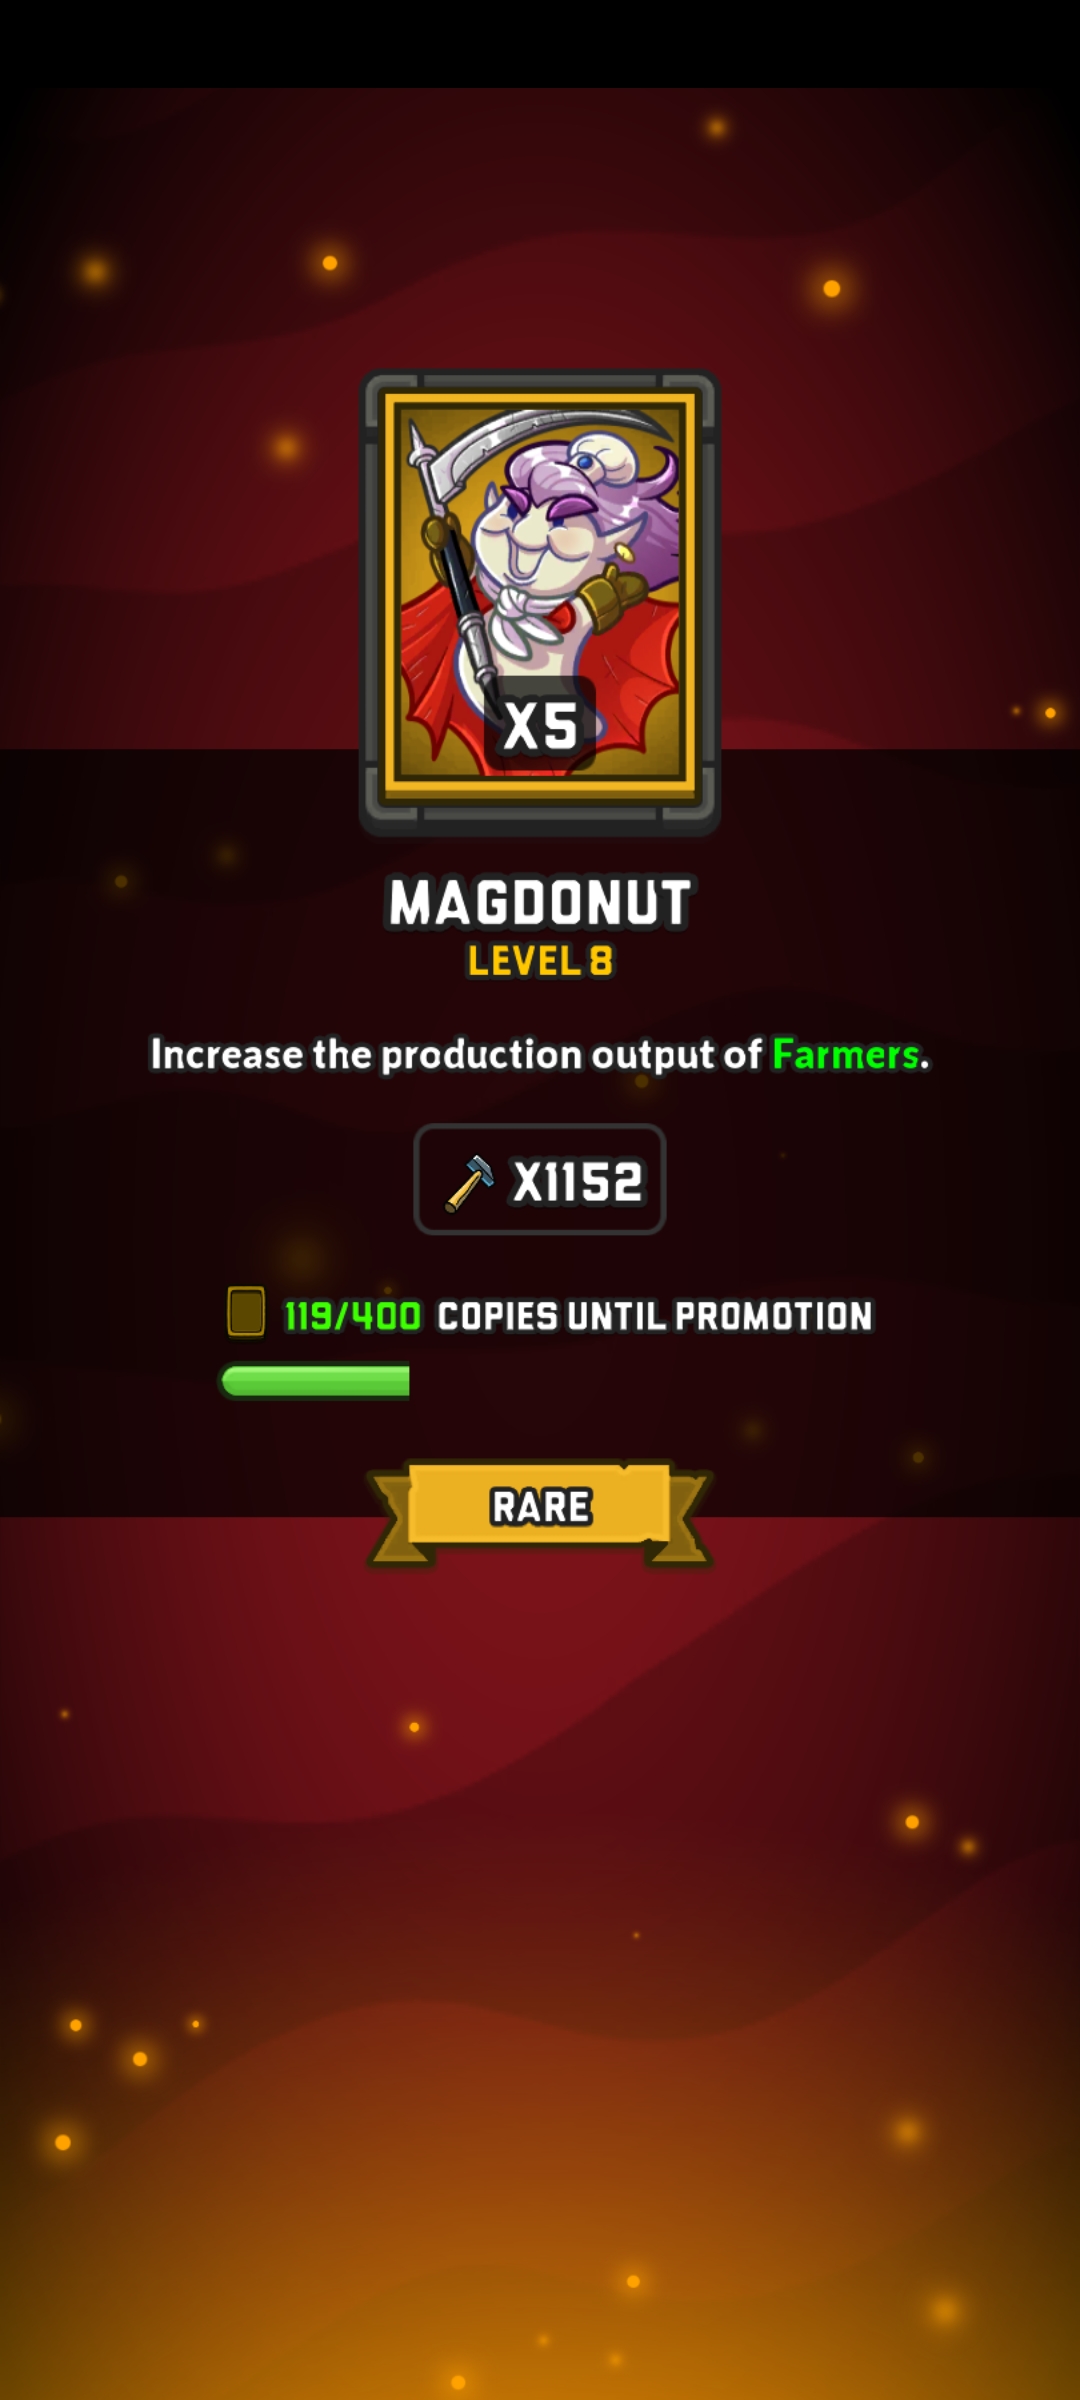 X5
MAGDONUT
LEVEL 8
Increase the production output of Farmers.
X1152
119/400 COPIES UNTIL PROMOTION
RARE